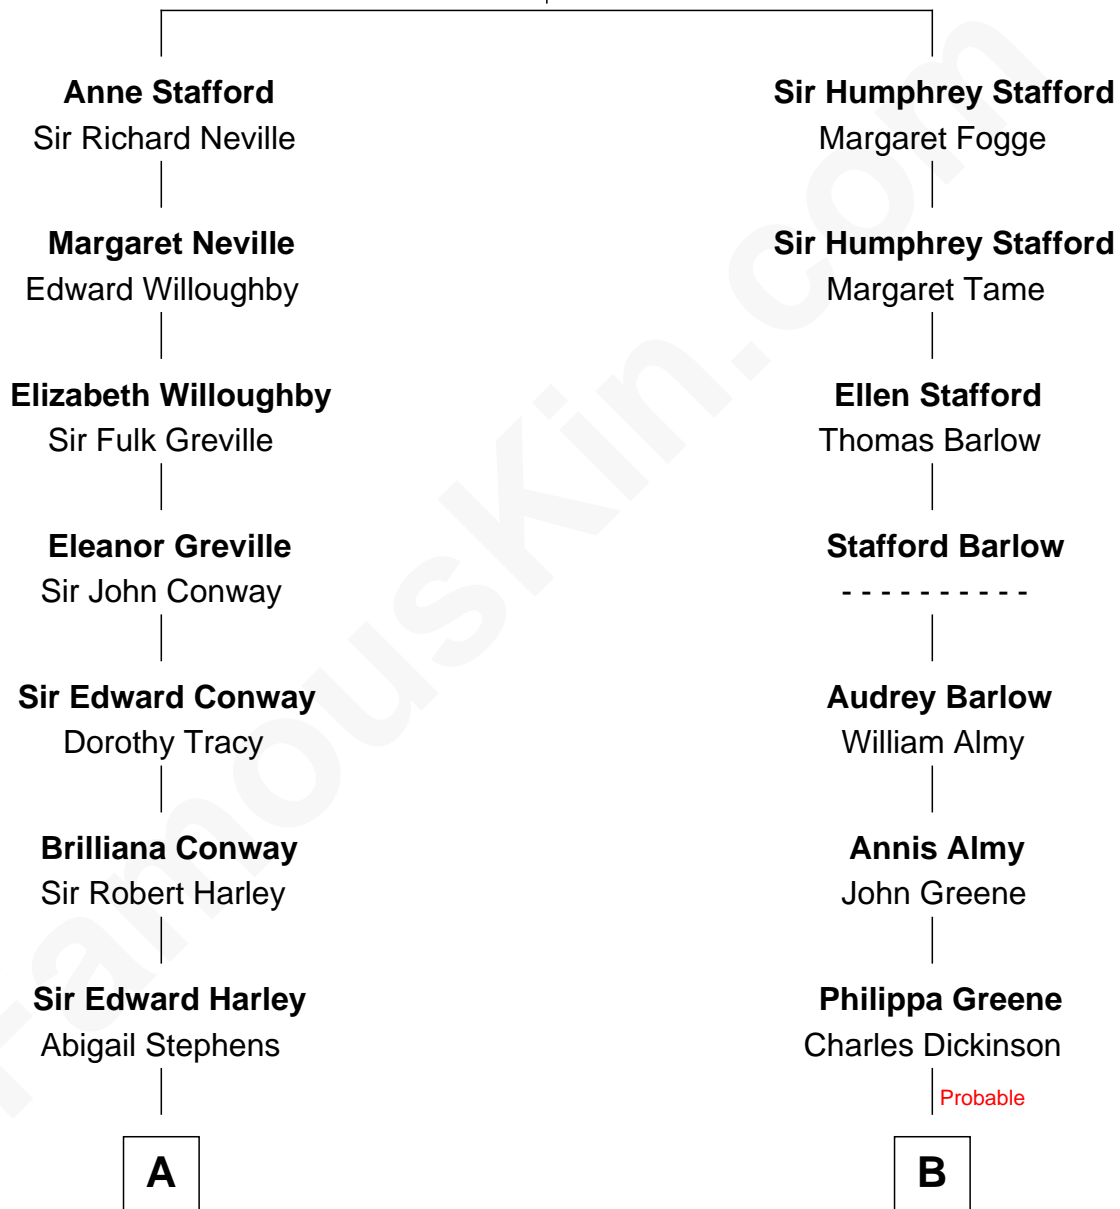 Anne Stafford
Sir Richard Neville
Margaret Neville
Edward Willoughby
Elizabeth Willoughby
Sir Fulk Greville
Eleanor Greville
Sir John Conway
Sir Edward Conway
Dorothy Tracy
Brilliana Conway
Sir Robert Harley
Sir Edward Harley
Abigail Stephens
A
Sir Humphrey Stafford
Margaret Fogge
Sir Humphrey Stafford
Margaret Tame
Ellen Stafford
Thomas Barlow
Stafford Barlow
- - - - - - - - - -
Audrey Barlow
William Almy
Annis Almy
John Greene
Philippa Greene
Charles Dickinson
Probable
B
FamousKin.com